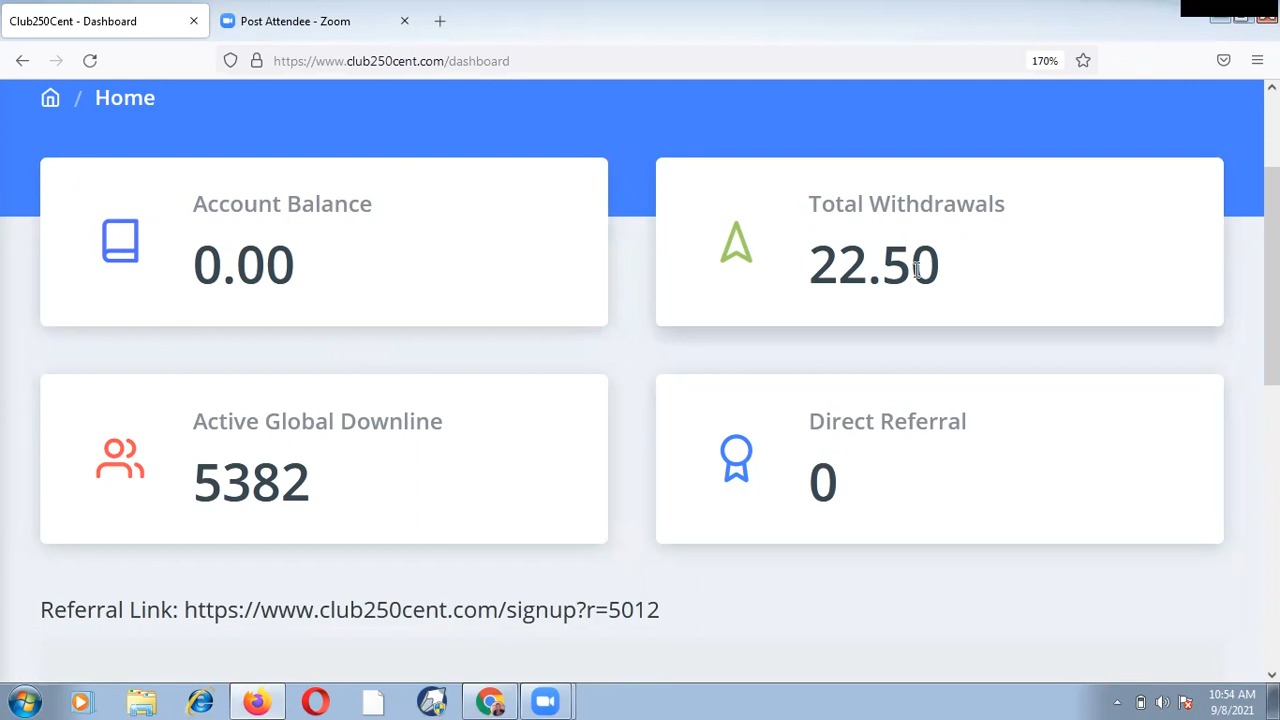 Club250Cent - Dashboard
Post Attendee - Zoom
https://www.club250cent.com/dashboard
170%
/ Home
Account Balance
0.00
Total Withdrawals
22.50
Active Global Downline
5382
Direct Referral
0
Referral Link: https://www.club250cent.com/signup?r=5012
10:54 AM
9/8/2021